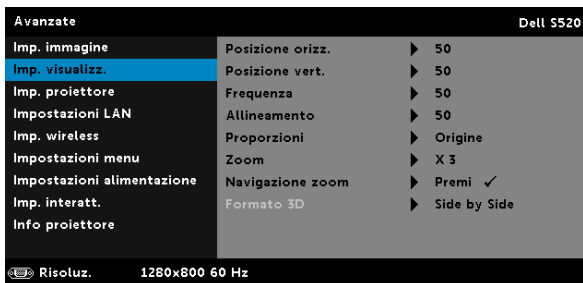 Avanzate Dell S520
Imp. immagine
Imp. visualizz.
Imp. proiettore
Impostazioni LAN
Imp. wireless
Impostazioni menu
Impostazioni alimentazione
Imp. interatt.
Info proiettore
Posizione orizz. 50
Posizione vert. 50
Frequenza 50
Allineamento 50
Proporzioni Origine
Zoom X 3
Navigazione zoom Premi ✓
Formato 3D Side by Side
Risoluz. 1280x800 60 Hz